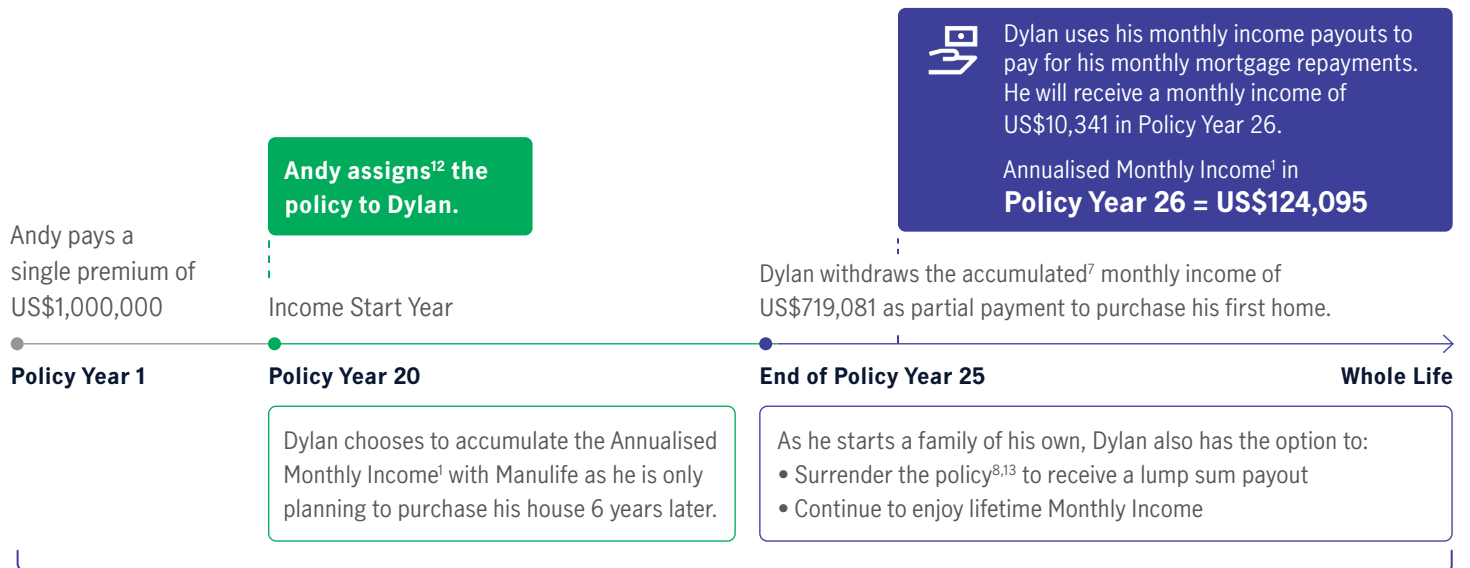 Dylan uses his monthly income payouts to
pay for his monthly mortgage repayments.
He will receive a monthly income of
US$10,341 in Policy Year 26.
Annualised Monthly Income¹ in
Policy Year 26 = US$124,095
Andy assigns¹² the
policy to Dylan.
Andy pays a
single premium of
US$1,000,000
Income Start Year
Dylan withdraws the accumulated⁷ monthly income of
US$719,081 as partial payment to purchase his first home.
Policy Year 1
Policy Year 20
End of Policy Year 25
Whole Life
Dylan chooses to accumulate the Annualised
Monthly Income¹ with Manulife as he is only
planning to purchase his house 6 years later.
As he starts a family of his own, Dylan also has the option to:
• Surrender the policy⁸,¹³ to receive a lump sum payout
• Continue to enjoy lifetime Monthly Income